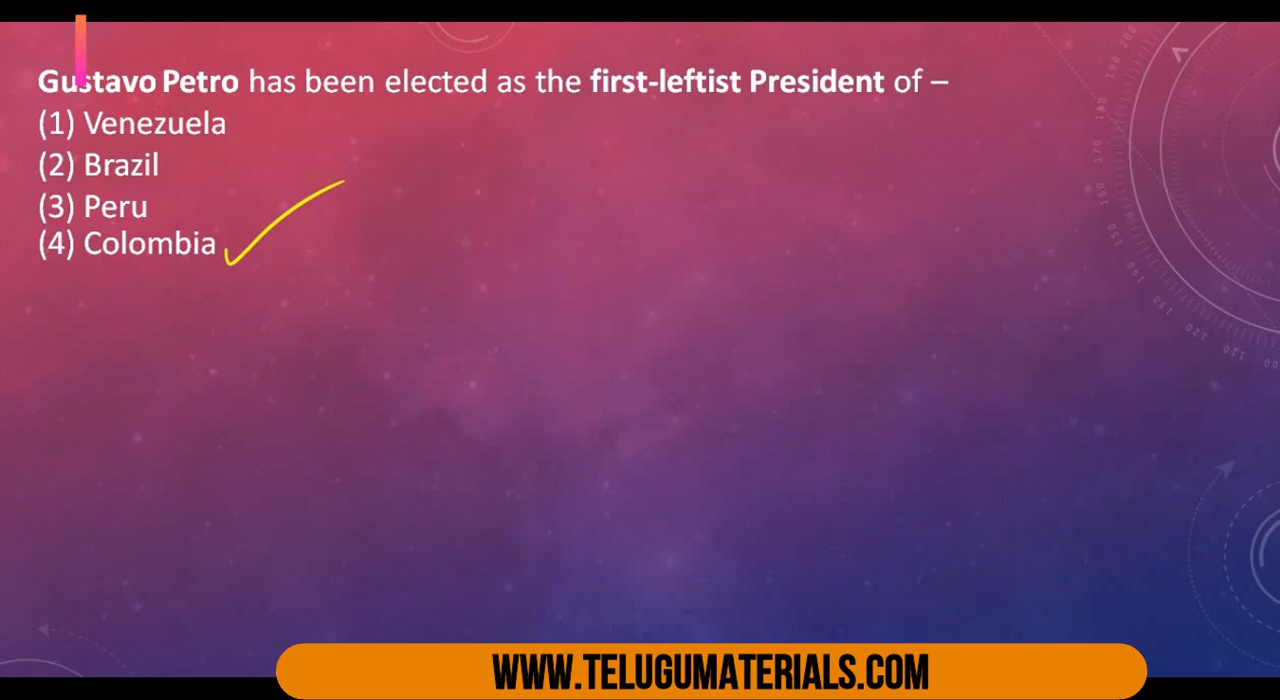 Gustavo Petro has been elected as the first-leftist President of –
(1) Venezuela
(2) Brazil
(3) Peru
(4) Colombia
WWW.TELUGUMATERIALS.COM